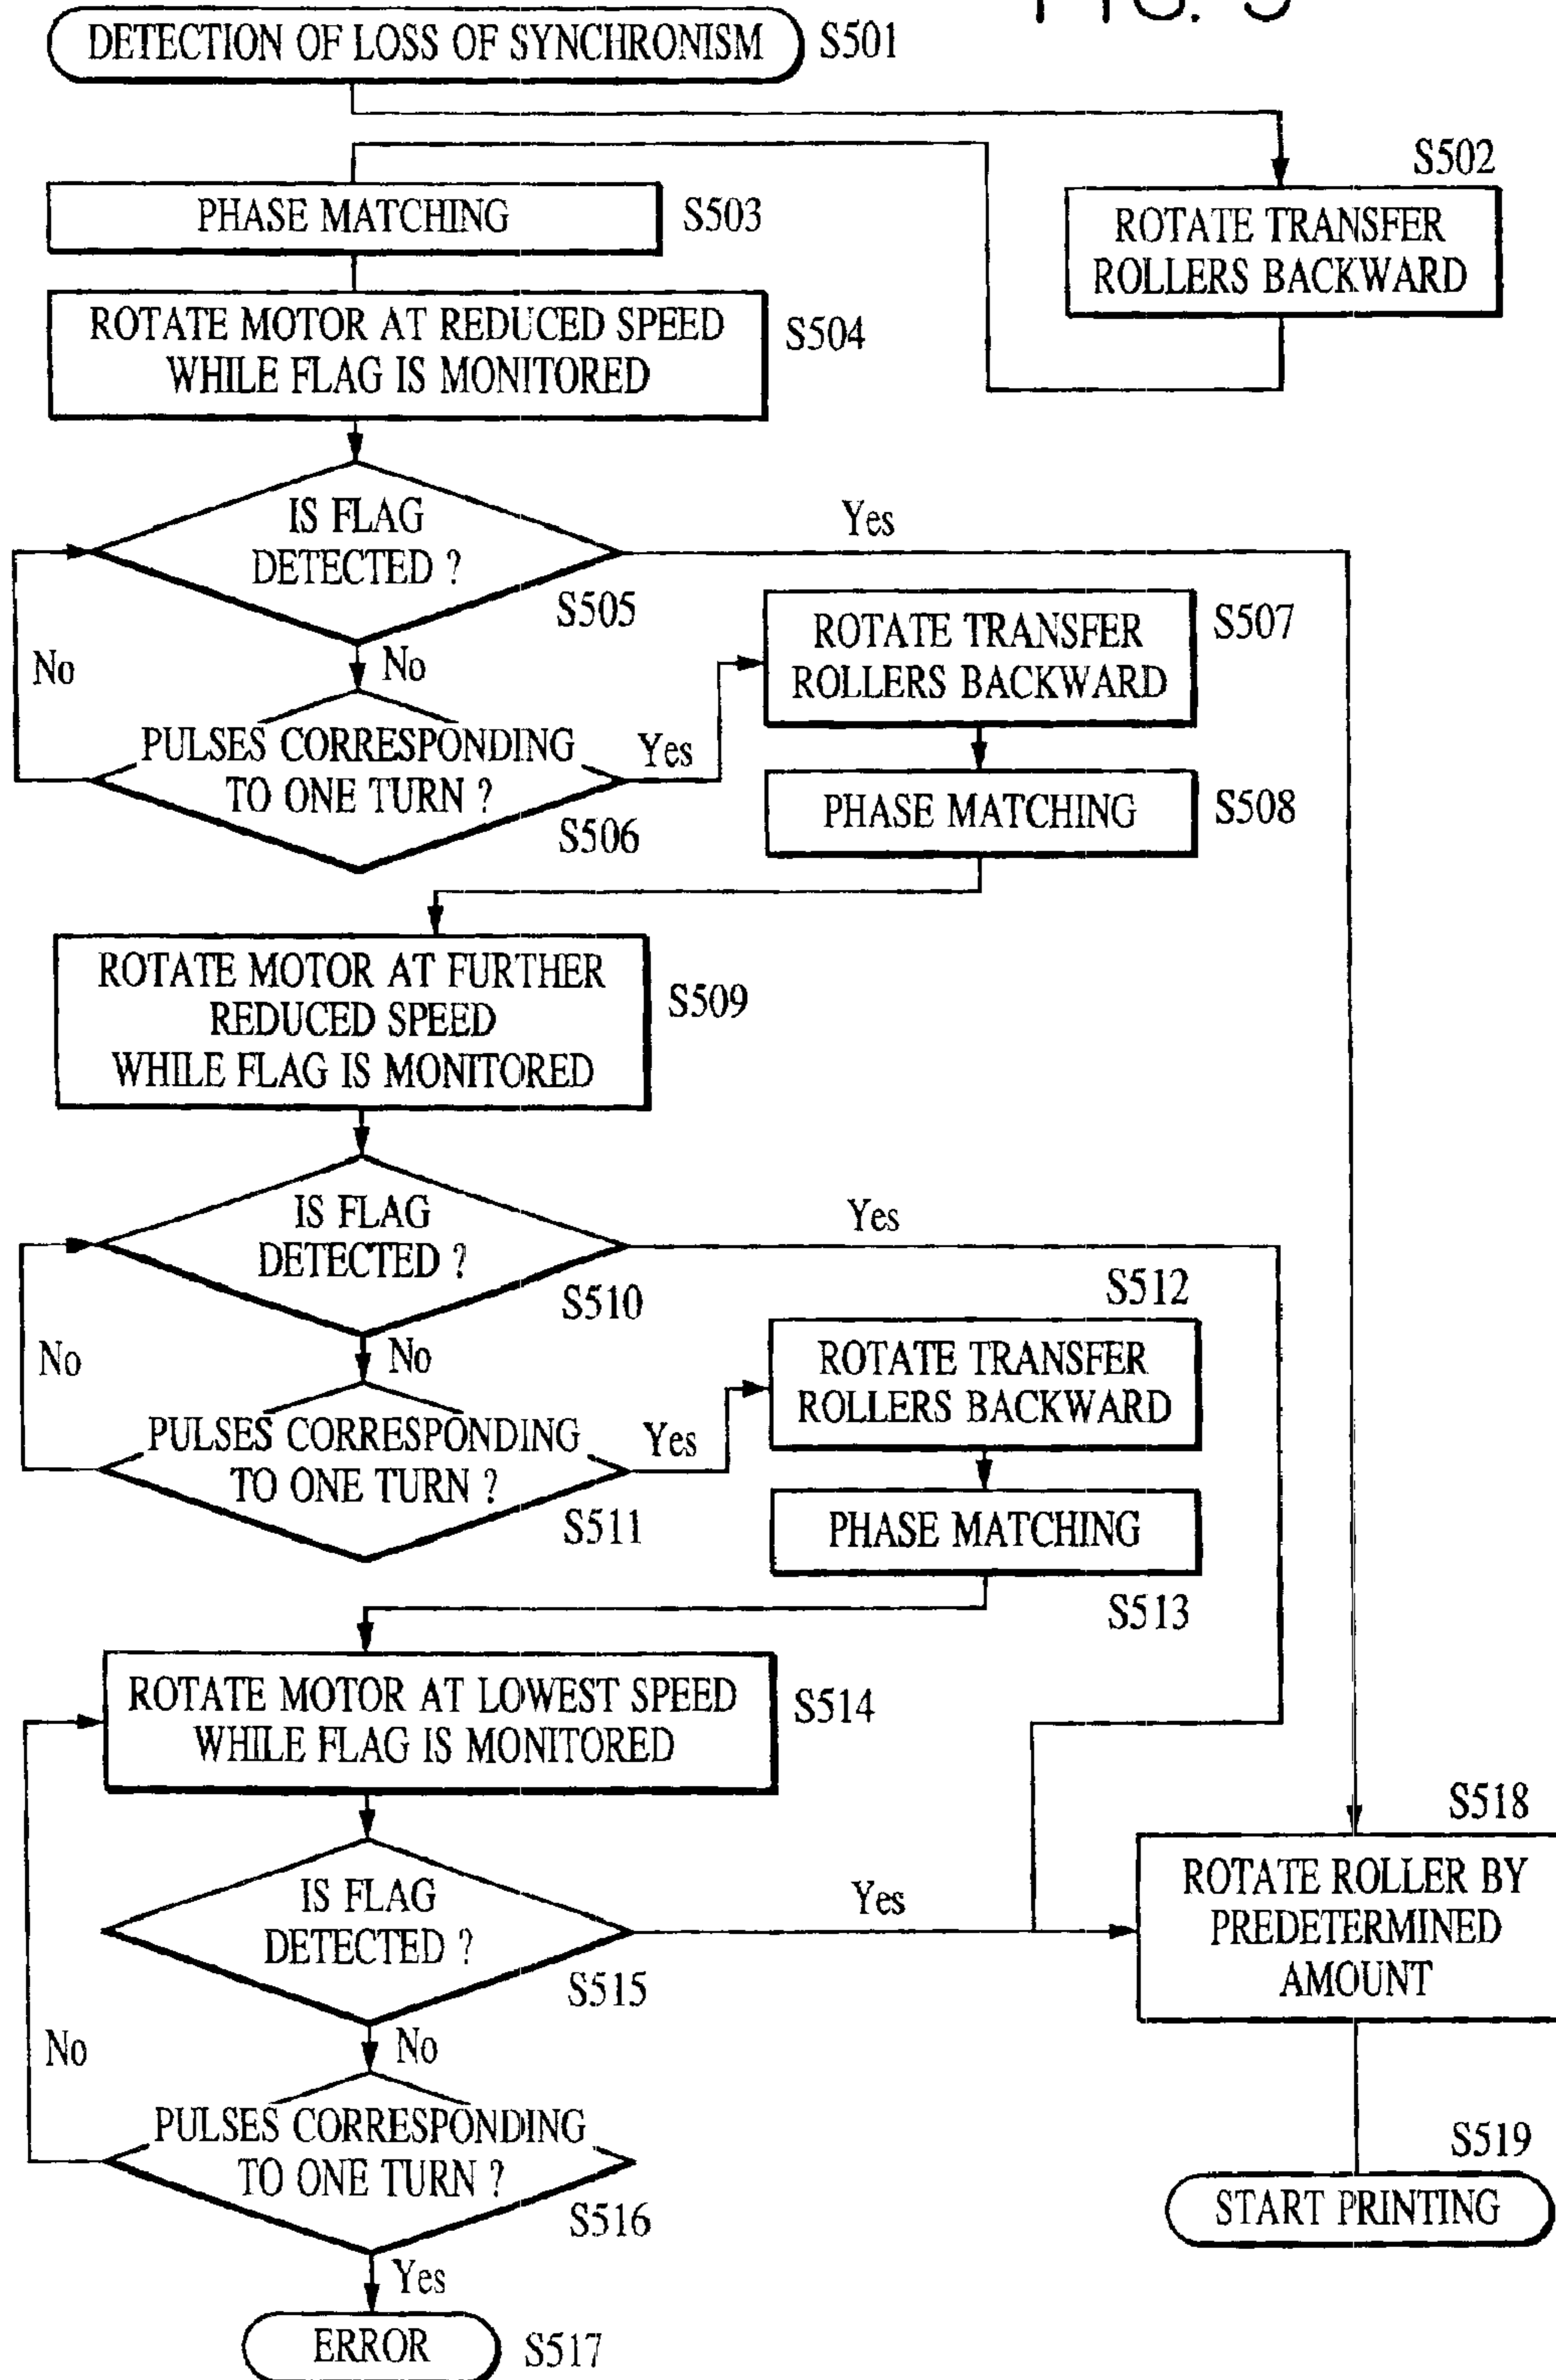 DETECTION OF LOSS OF SYNCHRONISM
S501
S502
ROTATE TRANSFER
ROLLERS BACKWARD
PHASE MATCHING
S503
ROTATE MOTOR AT REDUCED SPEED
WHILE FLAG IS MONITORED
S504
IS FLAG
DETECTED ?
S505
Yes
No
No
PULSES CORRESPONDING
TO ONE TURN ?
S506
Yes
ROTATE TRANSFER
ROLLERS BACKWARD
S507
PHASE MATCHING
S508
ROTATE MOTOR AT FURTHER
REDUCED SPEED
WHILE FLAG IS MONITORED
S509
IS FLAG
DETECTED ?
S510
Yes
No
No
PULSES CORRESPONDING
TO ONE TURN ?
S511
Yes
S512
ROTATE TRANSFER
ROLLERS BACKWARD
PHASE MATCHING
S513
ROTATE MOTOR AT LOWEST SPEED
WHILE FLAG IS MONITORED
S514
IS FLAG
DETECTED ?
S515
Yes
No
No
PULSES CORRESPONDING
TO ONE TURN ?
S516
Yes
ERROR
S517
S518
ROTATE ROLLER BY
PREDETERMINED
AMOUNT
S519
START PRINTING